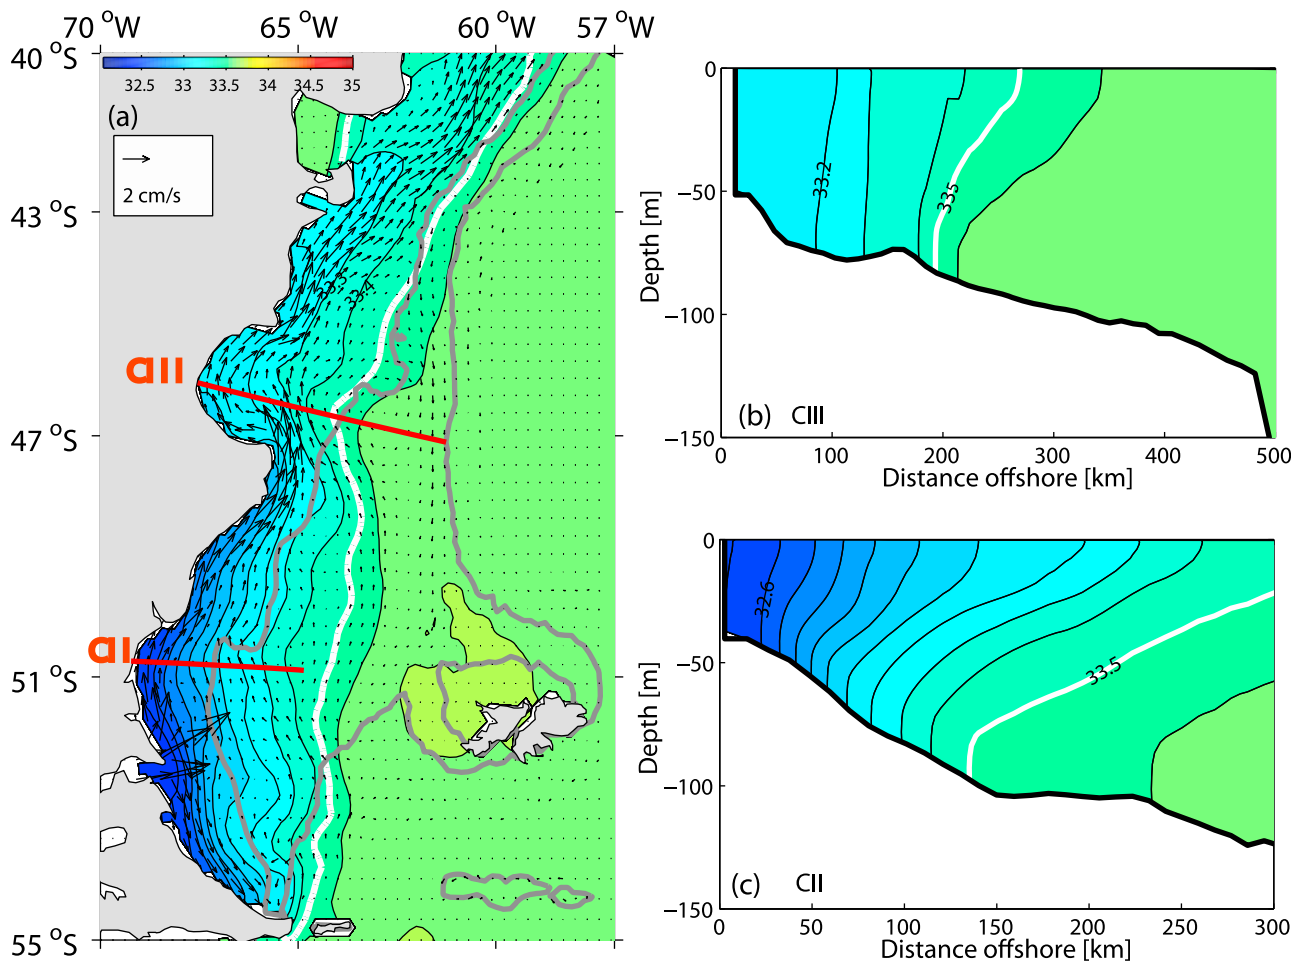 70 °W 65 °W 60 °W 57 °W
40 °S
32.5 33 33.5 34 34.5 35
(a)
2 cm/s
43 °S
33.3
33.4
aII
47 °S
aI
51 °S
55 °S
0
−50
−100
−150
Depth [m]
33.2
335
(b) CIII
0 100 200 300 400 500
Distance offshore [km]
0
−50
−100
−150
Depth [m]
32.6
33.5
(c) CII
0 50 100 150 200 250 300
Distance offshore [km]